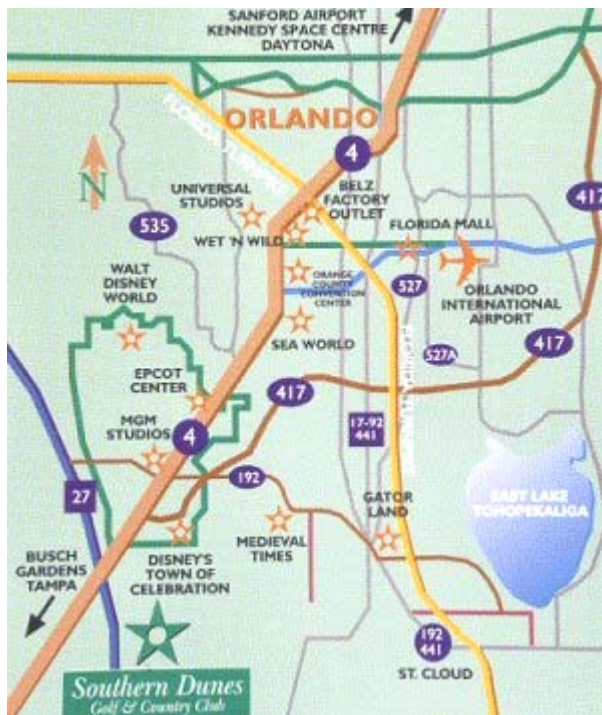 SANFORD AIRPORT
KENNEDY SPACE CENTRE
DAYTONA
ORLANDO
FLORIDA TURNPIKE
4
N
535
UNIVERSAL
STUDIOS
BELZ
FACTORY
OUTLET
417
WET 'N WILD
FLORIDA MALL
WALT
DISNEY
WORLD
ORANGE
COUNTY
CONVENTION
CENTER
527
ORLANDO
INTERNATIONAL
AIRPORT
SEA WORLD
527A
417
EPCOT
CENTER
417
MGM
STUDIOS
4
17-92
441
27
192
GATOR
LAND
EAST LAKE
TOHOPEKALIGA
MEDIEVAL
TIMES
BUSCH
GARDENS
TAMPA
DISNEY'S
TOWN OF
CELEBRATION
192
441
ST. CLOUD
Southern Dunes
Golf & Country Club